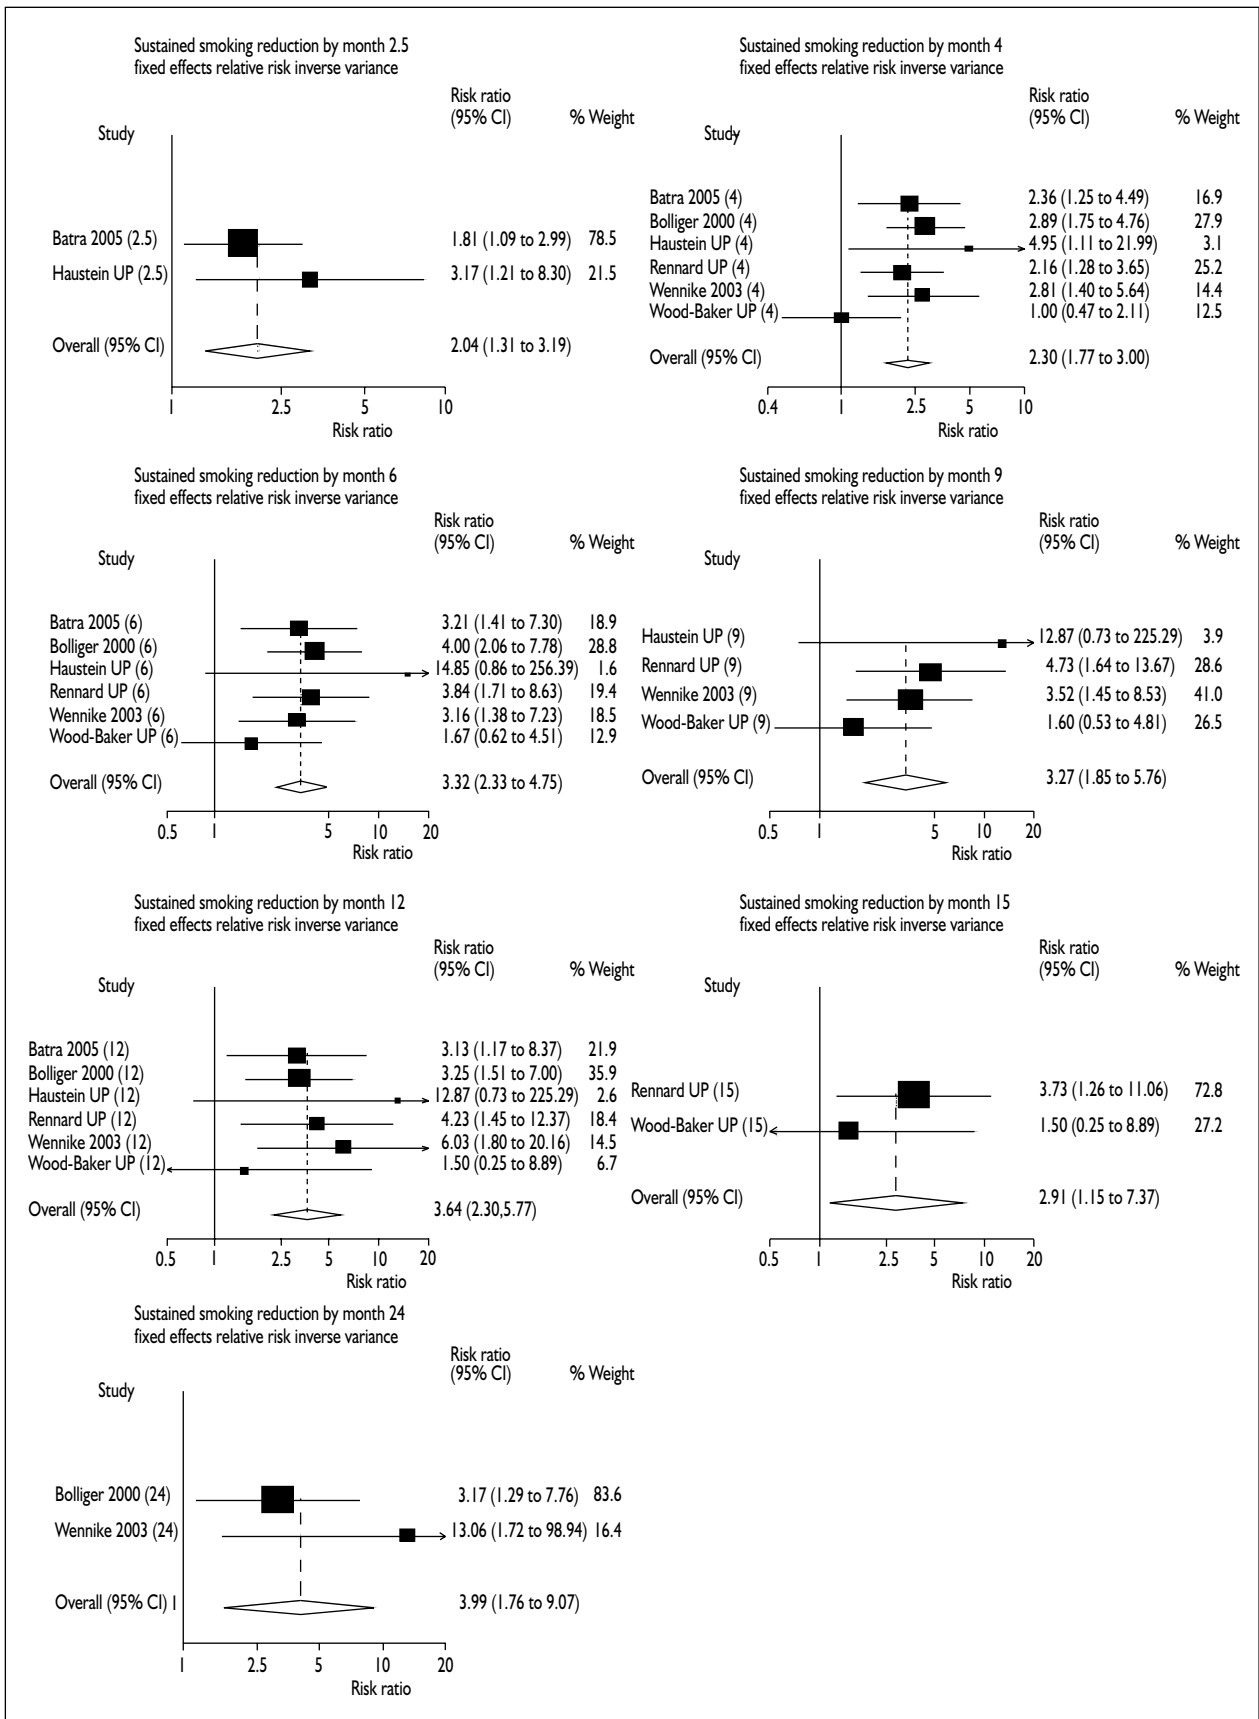 Sustained smoking reduction by month 2.5
fixed effects relative risk inverse variance
Risk ratio
(95% CI) % Weight
Study
Batra 2005 (2.5) 1.81 (1.09 to 2.99) 78.5
Haustein UP (2.5) 3.17 (1.21 to 8.30) 21.5
Overall (95% CI) 2.04 (1.31 to 3.19)
1 2.5 5 10
Risk ratio
Sustained smoking reduction by month 4
fixed effects relative risk inverse variance
Risk ratio
(95% CI) % Weight
Study
Batra 2005 (4) 2.36 (1.25 to 4.49) 16.9
Bolliger 2000 (4) 2.89 (1.75 to 4.76) 27.9
Haustein UP (4) 4.95 (1.11 to 21.99) 3.1
Rennard UP (4) 2.16 (1.28 to 3.65) 25.2
Wennike 2003 (4) 2.81 (1.40 to 5.64) 14.4
Wood-Baker UP (4) 1.00 (0.47 to 2.11) 12.5
Overall (95% CI) 2.30 (1.77 to 3.00)
0.4 1 2.5 5 10
Risk ratio
Sustained smoking reduction by month 6
fixed effects relative risk inverse variance
Risk ratio
(95% CI) % Weight
Study
Batra 2005 (6) 3.21 (1.41 to 7.30) 18.9
Bolliger 2000 (6) 4.00 (2.06 to 7.78) 28.8
Haustein UP (6) 14.85 (0.86 to 256.39) 1.6
Rennard UP (6) 3.84 (1.71 to 8.63) 19.4
Wennike 2003 (6) 3.16 (1.38 to 7.23) 18.5
Wood-Baker UP (6) 1.67 (0.62 to 4.51) 12.9
Overall (95% CI) 3.32 (2.33 to 4.75)
0.5 1 5 10 20
Risk ratio
Sustained smoking reduction by month 9
fixed effects relative risk inverse variance
Risk ratio
(95% CI) % Weight
Study
Haustein UP (9) 12.87 (0.73 to 225.29) 3.9
Rennard UP (9) 4.73 (1.64 to 13.67) 28.6
Wennike 2003 (9) 3.52 (1.45 to 8.53) 41.0
Wood-Baker UP (9) 1.60 (0.53 to 4.81) 26.5
Overall (95% CI) 3.27 (1.85 to 5.76)
0.5 1 5 10 20
Risk ratio
Sustained smoking reduction by month 12
fixed effects relative risk inverse variance
Risk ratio
(95% CI) % Weight
Study
Batra 2005 (12) 3.13 (1.17 to 8.37) 21.9
Bolliger 2000 (12) 3.25 (1.51 to 7.00) 35.9
Haustein UP (12) 12.87 (0.73 to 225.29) 2.6
Rennard UP (12) 4.23 (1.45 to 12.37) 18.4
Wennike 2003 (12) 6.03 (1.80 to 20.16) 14.5
Wood-Baker UP (12) 1.50 (0.25 to 8.89) 6.7
Overall (95% CI) 3.64 (2.30,5.77)
0.5 1 2.5 5 10 20
Risk ratio
Sustained smoking reduction by month 15
fixed effects relative risk inverse variance
Risk ratio
(95% CI) % Weight
Study
Rennard UP (15) 3.73 (1.26 to 11.06) 72.8
Wood-Baker UP (15) 1.50 (0.25 to 8.89) 27.2
Overall (95% CI) 2.91 (1.15 to 7.37)
0.5 1 2.5 5 10 20
Risk ratio
Sustained smoking reduction by month 24
fixed effects relative risk inverse variance
Risk ratio
(95% CI) % Weight
Study
Bolliger 2000 (24) 3.17 (1.29 to 7.76) 83.6
Wennike 2003 (24) 13.06 (1.72 to 98.94) 16.4
Overall (95% CI) 1 3.99 (1.76 to 9.07)
1 2.5 5 10 20
Risk ratio